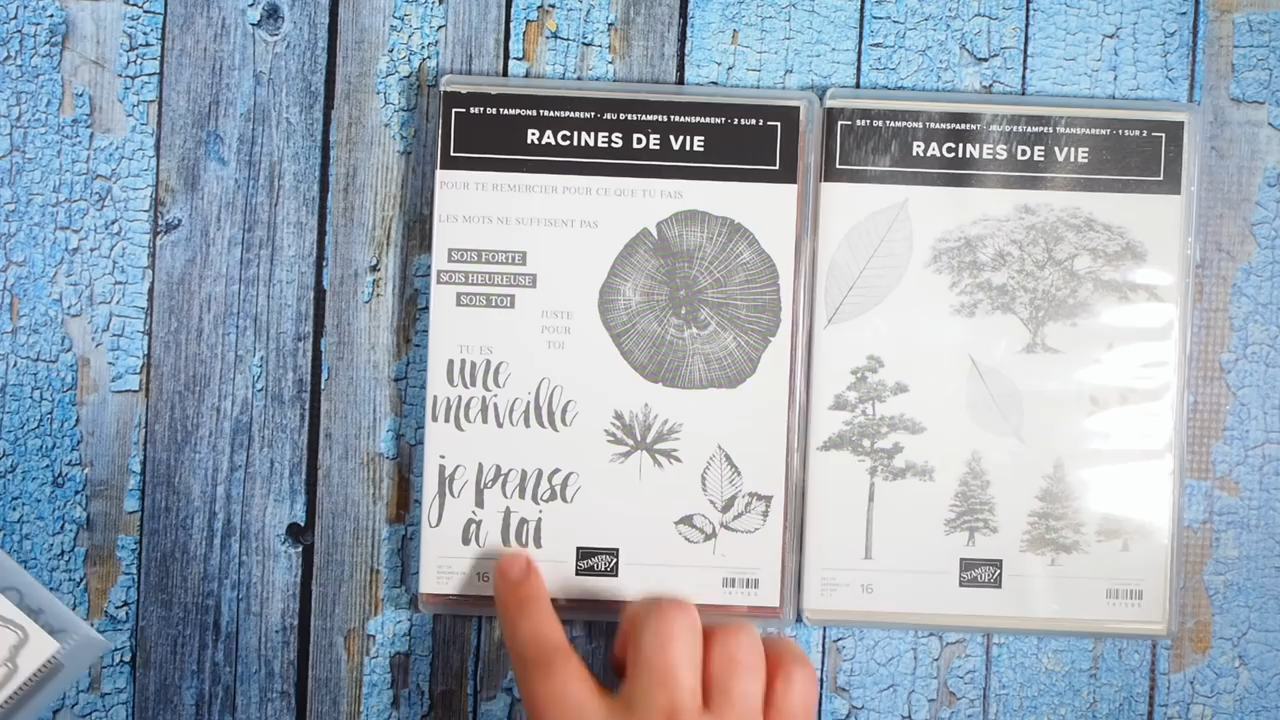 SET DE TAMPONS TRANSPARENT • JEU D'ESTAMPES TRANSPARENT • 2 SUR 2
RACINES DE VIE
POUR TE REMERCIER POUR CE QUE TU FAIS
LES MOTS NE SUFFISENT PAS
SOIS FORTE
SOIS HEUREUSE
SOIS TOI
JUSTE
POUR
TOI
TU ES
une
merveille
je pense
à toi
16
STAMPIN' UP!
SET DE TAMPONS TRANSPARENT • JEU D'ESTAMPES TRANSPARENT • 1 SUR 2
RACINES DE VIE
16
STAMPIN' UP!